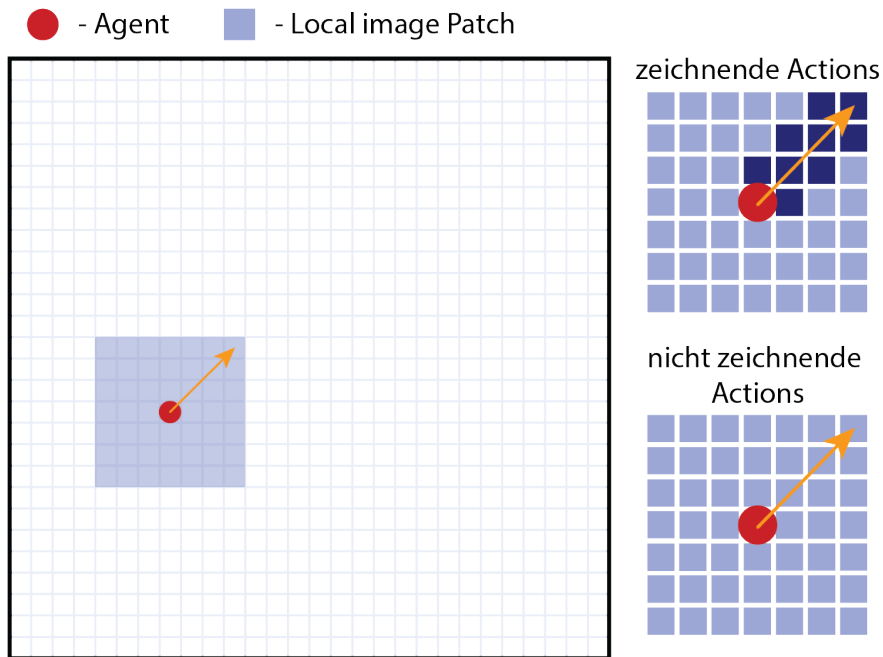 - Agent
- Local image Patch
zeichnende Actions
nicht zeichnende
Actions